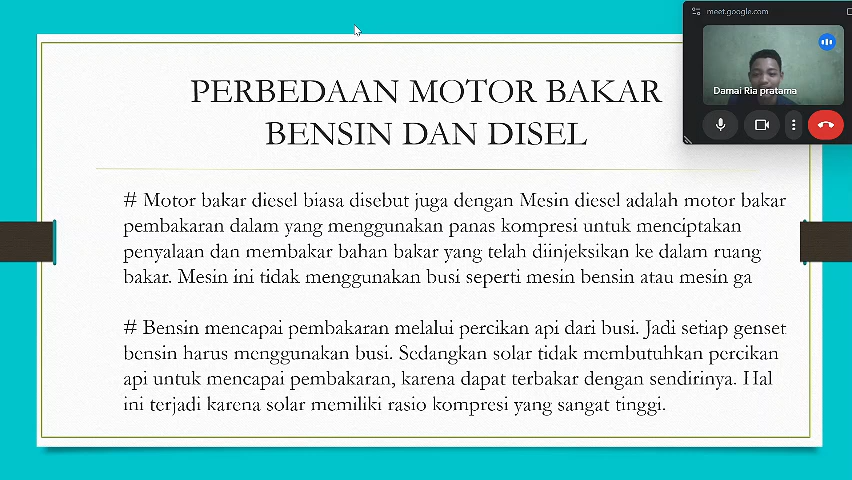 meet.google.com
Damai Ria pratama
PERBEDAAN MOTOR BAKAR
BENSIN DAN DISEL
# Motor bakar diesel biasa disebut juga dengan Mesin diesel adalah motor bakar
pembakaran dalam yang menggunakan panas kompresi untuk menciptakan
penyalaan dan membakar bahan bakar yang telah diinjeksikan ke dalam ruang
bakar. Mesin ini tidak menggunakan busi seperti mesin bensin atau mesin ga
# Bensin mencapai pembakaran melalui percikan api dari busi. Jadi setiap genset
bensin harus menggunakan busi. Sedangkan solar tidak membutuhkan percikan
api untuk mencapai pembakaran, karena dapat terbakar dengan sendirinya. Hal
ini terjadi karena solar memiliki rasio kompresi yang sangat tinggi.